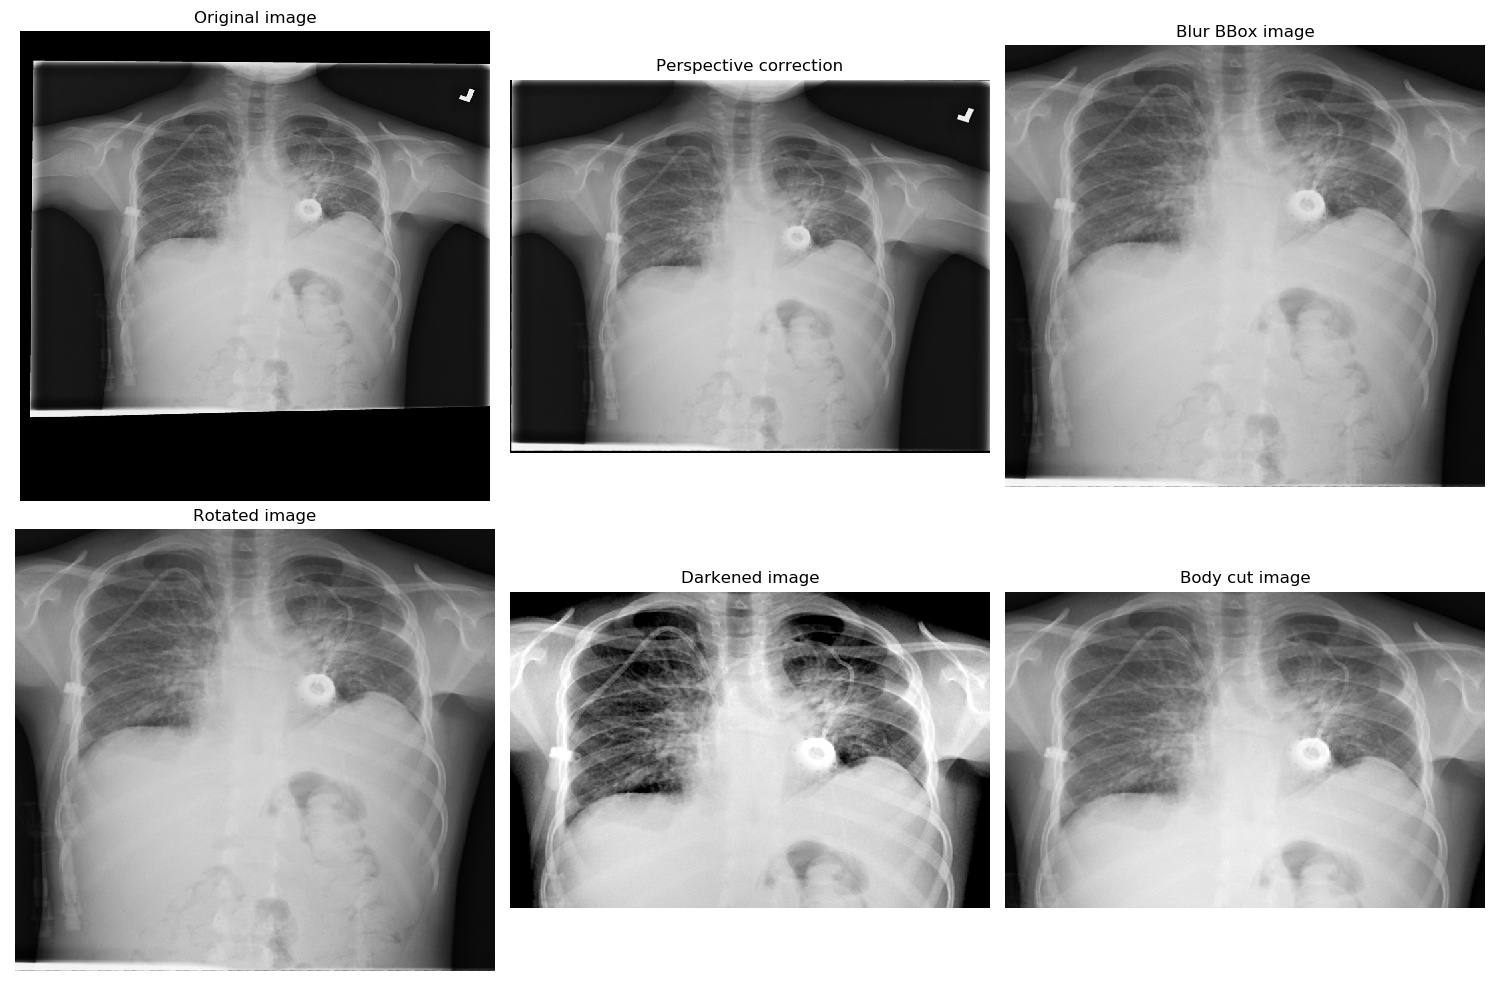 Original image
Perspective correction
Blur BBox image
Rotated image
Darkened image
Body cut image